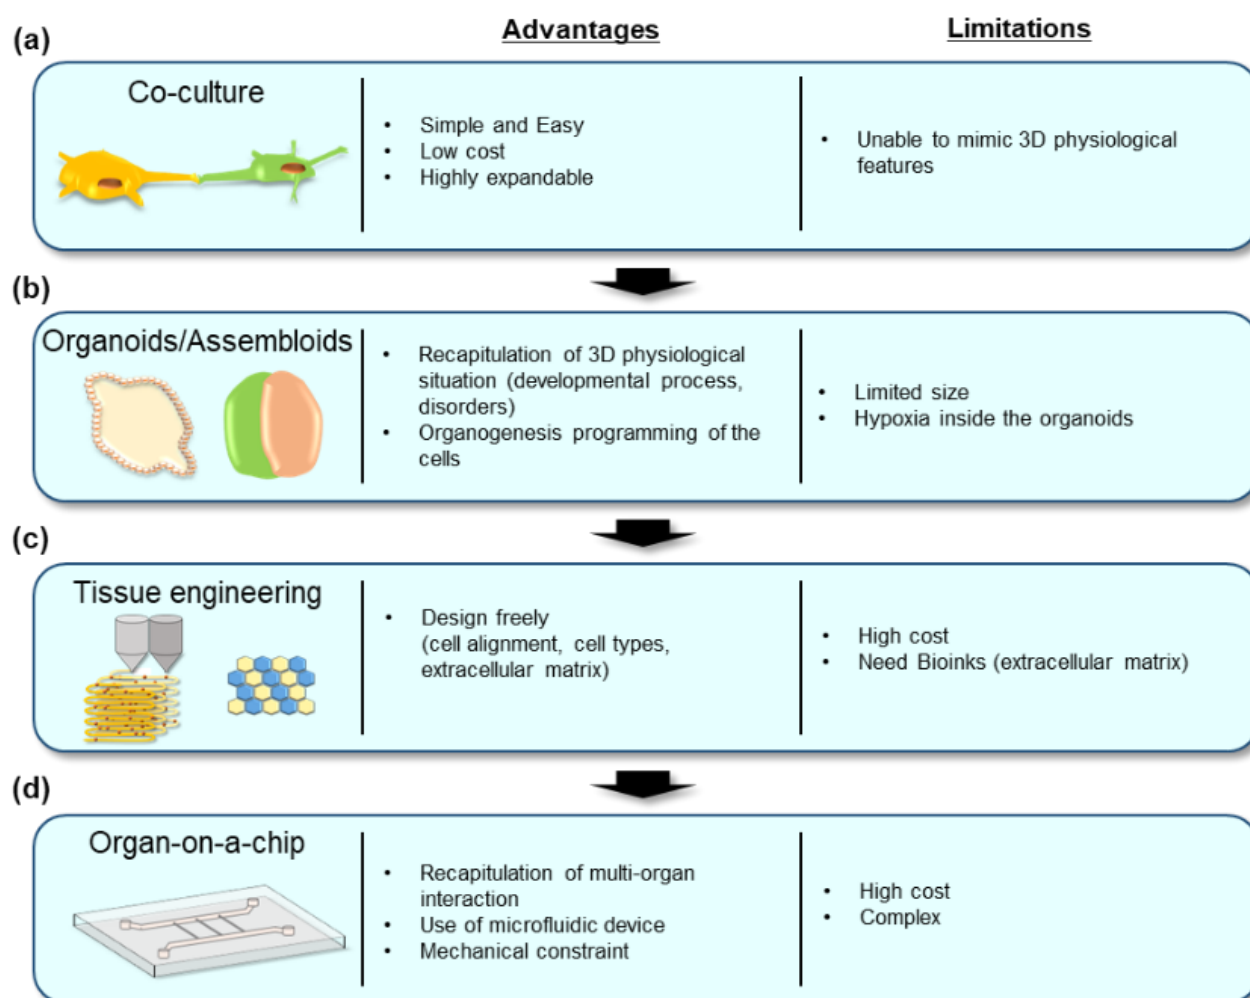 Advantages
Limitations
(a)
Co-culture
• Simple and Easy
• Low cost
• Highly expandable
• Unable to mimic 3D physiological
features
(b)
Organoids/Assembloids
• Recapitulation of 3D physiological
situation (developmental process,
disorders)
• Organogenesis programming of the
cells
• Limited size
• Hypoxia inside the organoids
(c)
Tissue engineering
• Design freely
(cell alignment, cell types,
extracellular matrix)
• High cost
• Need Bioinks (extracellular matrix)
(d)
Organ-on-a-chip
• Recapitulation of multi-organ
interaction
• Use of microfluidic device
• Mechanical constraint
• High cost
• Complex